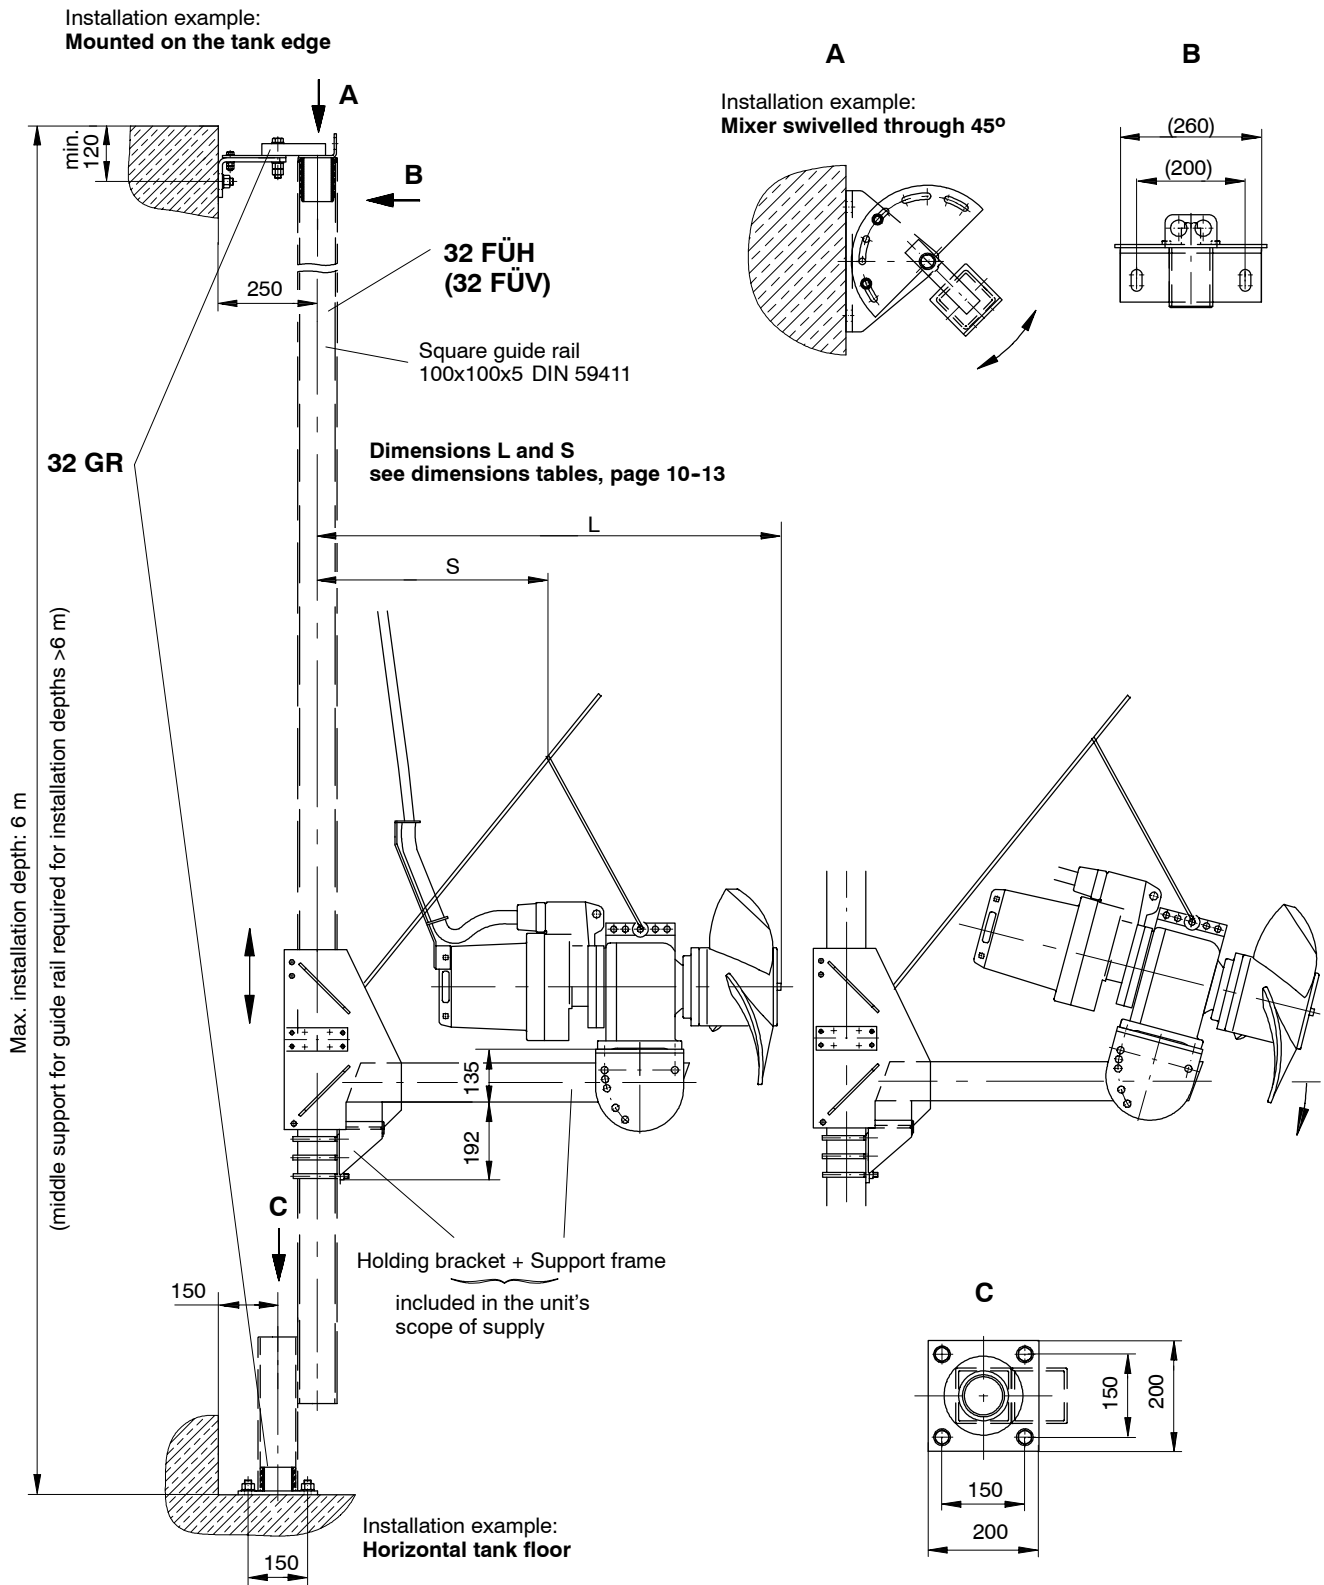 Installation example:
Mounted on the tank edge
A
min.
120
B
32 FÜH
(32 FÜV)
250
Square guide rail
100x100x5 DIN 59411
32 GR
Dimensions L and S
see dimensions tables, page 10-13
L
S
Max. installation depth: 6 m
(middle support for guide rail required for installation depths >6 m)
135
192
C
Holding bracket + Support frame
included in the unit's
scope of supply
150
150
Installation example:
Horizontal tank floor
A
Installation example:
Mixer swivelled through 45º
B
(260)
(200)
C
150
200
150
200